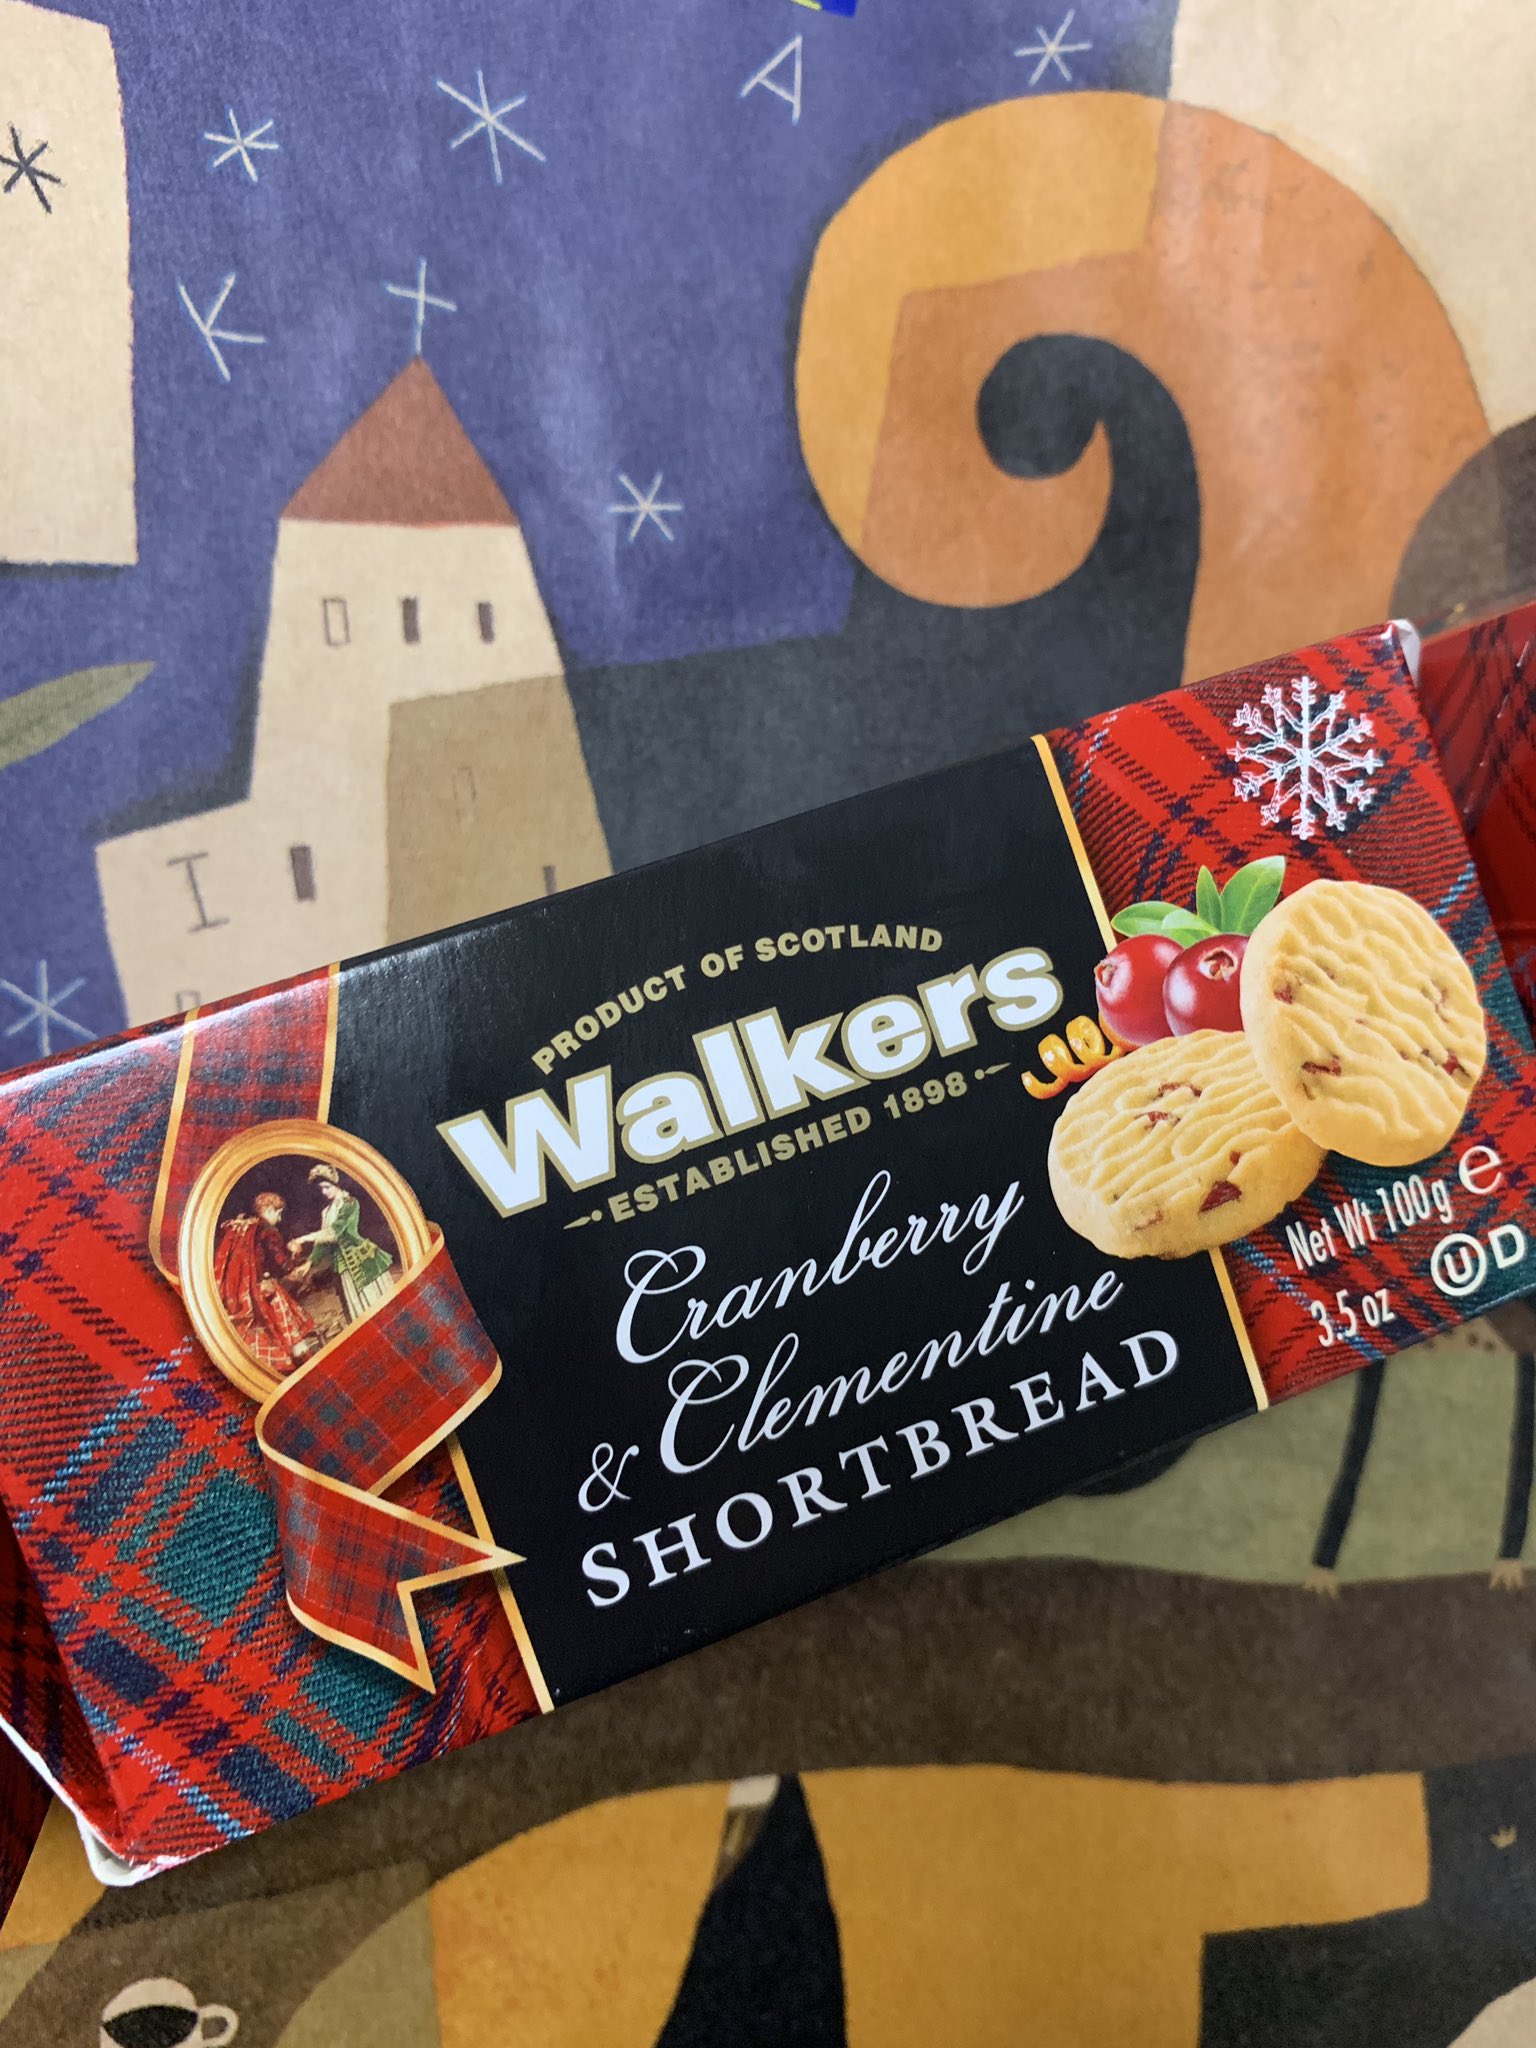 A
K
I
PRODUCT OF SCOTLAND
Walkers
ESTABLISHED 1898
Cranberry
& Clementine
SHORTBREAD
Net Wt 100g e
3.5 oz
U D